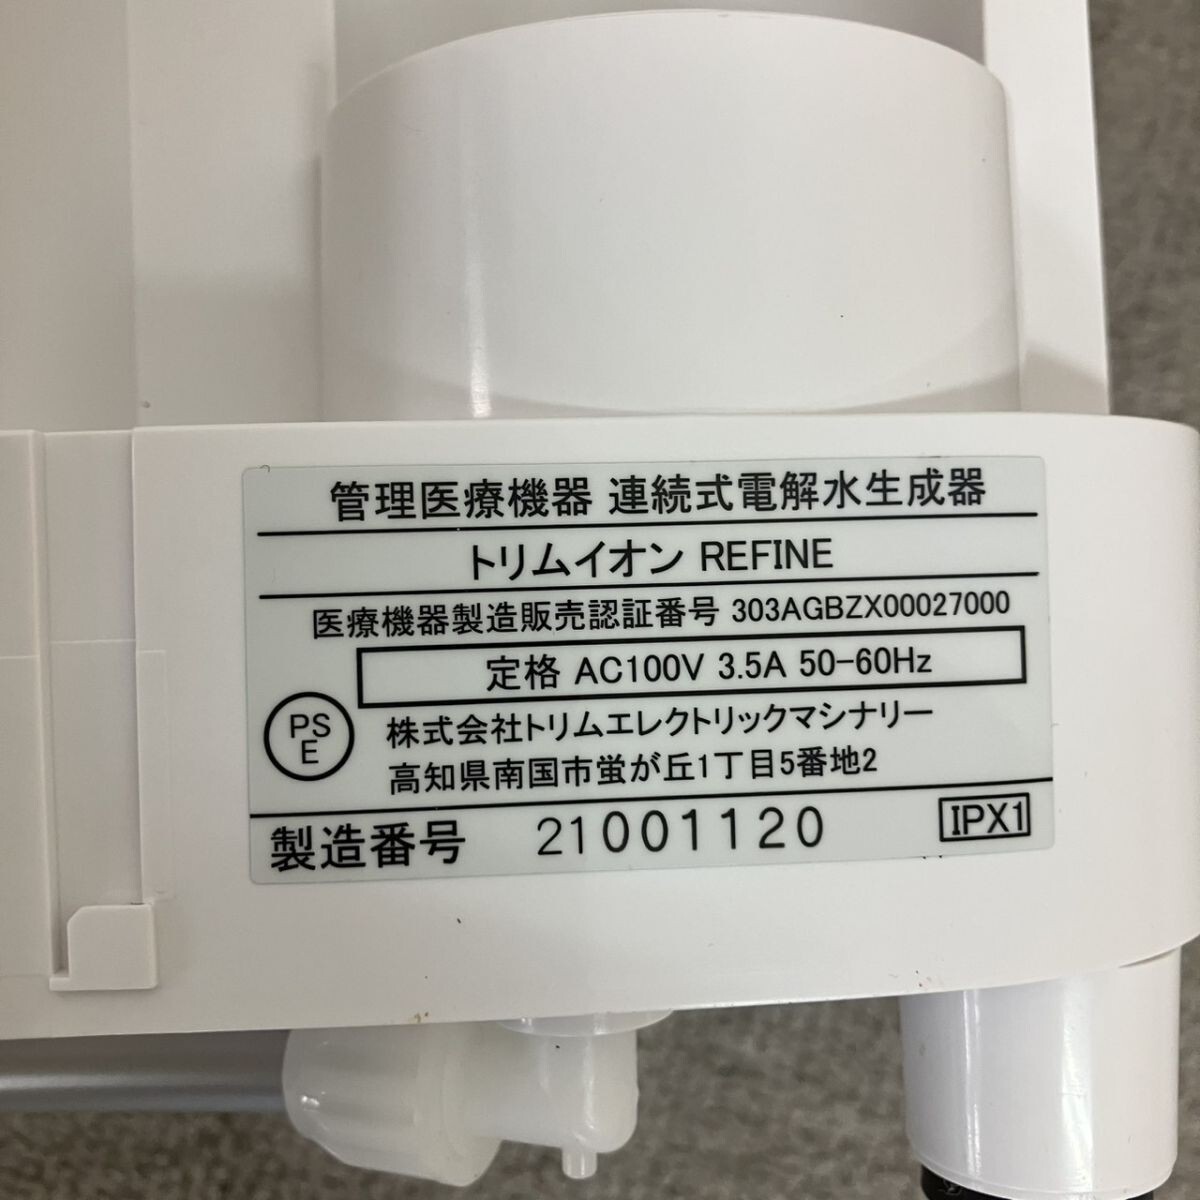 管理医療機器 連続式電解水生成器
トリムイオン REFINE
医療機器製造販売認証番号 303AGBZX00027000
定格 AC100V 3.5A 50-60Hz
PS
E
株式会社トリムエレクトリックマシナリー
高知県南国市蛍が丘1丁目5番地2
製造番号 21001120 IPX1